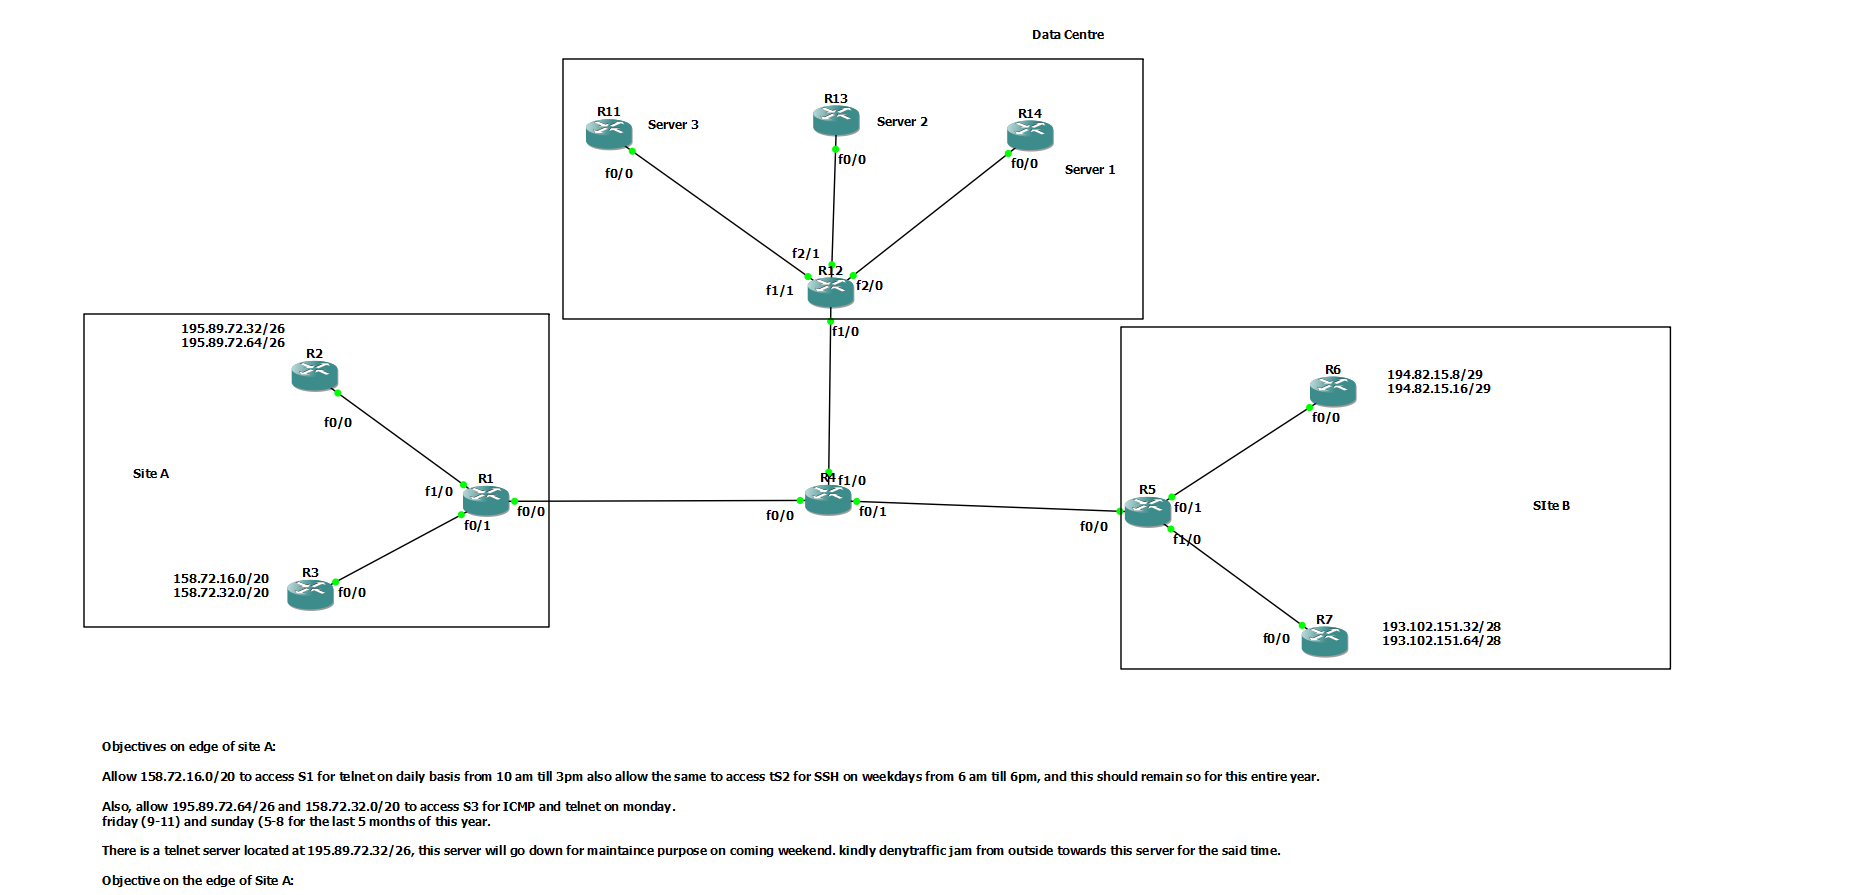 Data Centre
R11
Server 3
f0/0
R13
Server 2
f0/0
R14
f0/0
Server 1
f2/1
R12
f1/1
f2/0
f1/0
195.89.72.32/26
195.89.72.64/26
R2
f0/0
Site A
R1
f1/0
f0/0
f0/1
158.72.16.0/20
158.72.32.0/20
R3
f0/0
R4
f1/0
f0/0
f0/1
R5
f0/0
f0/1
f1/0
R6
f0/0
194.82.15.8/29
194.82.15.16/29
SIte B
R7
f0/0
193.102.151.32/28
193.102.151.64/28
Objectives on edge of site A:
Allow 158.72.16.0/20 to access S1 for telnet on daily basis from 10 am till 3pm also allow the same to access tS2 for SSH on weekdays from 6 am till 6pm, and this should remain so for this entire year.
Also, allow 195.89.72.64/26 and 158.72.32.0/20 to access S3 for ICMP and telnet on monday.
friday (9-11) and sunday (5-8 for the last 5 months of this year.
There is a telnet server located at 195.89.72.32/26, this server will go down for maintaince purpose on coming weekend. kindly denytraffic jam from outside towards this server for the said time.
Objective on the edge of Site A: